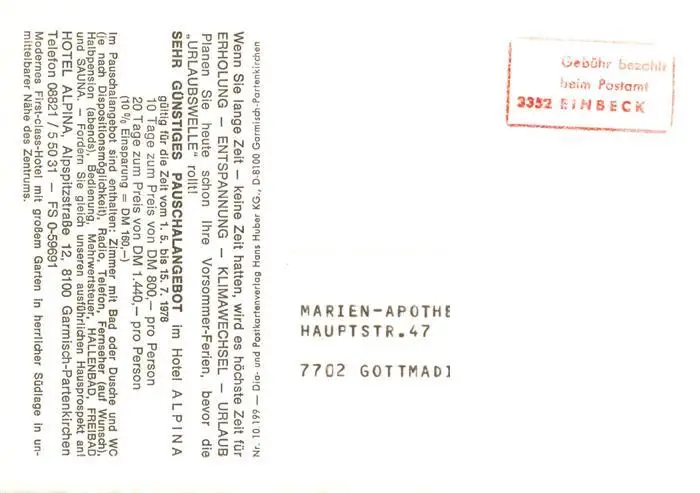 Wenn Sie lange Zeit – keine Zeit hatten, wird es höchste Zeit für
ERHOLUNG – ENTSPANNUNG – KLIMAWECHSEL – URLAUB
Planen Sie heute schon Ihre Vorsommer-Ferien, bevor die
„URLAUBSWELLE“ rollt!
SEHR GÜNSTIGES PAUSCHALANGEBOT im Hotel ALPINA
gültig für die Zeit vom 1. 5. bis 15. 7. 1978
10 Tage zum Preis von DM 800,– pro Person
20 Tage zum Preis von DM 1.440,– pro Person
(10 % Einsparung = DM 160,–)
Im Pauschalangebot sind enthalten: Zimmer mit Bad oder Dusche und WC
(je nach Dispositionsmöglichkeit), Radio, Telefon, Fernseher (auf Wunsch),
Halbpension (abends), Bedienung, Mehrwertsteuer, HALLENBAD, FREIBAD
und SAUNA. – Fordern Sie gleich unseren ausführlichen Hausprospekt an!
HOTEL ALPINA, Alpspitzstraße 12, 8100 Garmisch-Partenkirchen
Telefon 08821 / 5 50 31 – FS 0-59691
Modernes First-class-Hotel mit großem Garten in herrlicher Südlage in un-
mittelbarer Nähe des Zentrums.
Nr. 10.199 — Dia- und Postkartenverlag Hans Huber KG., D-8100 Garmisch-Partenkirchen
Gebühr bezahlt
beim Postamt
3352 EINBECK
MARIEN-APOTHE
HAUPTSTR.47
7702 GOTTMADI